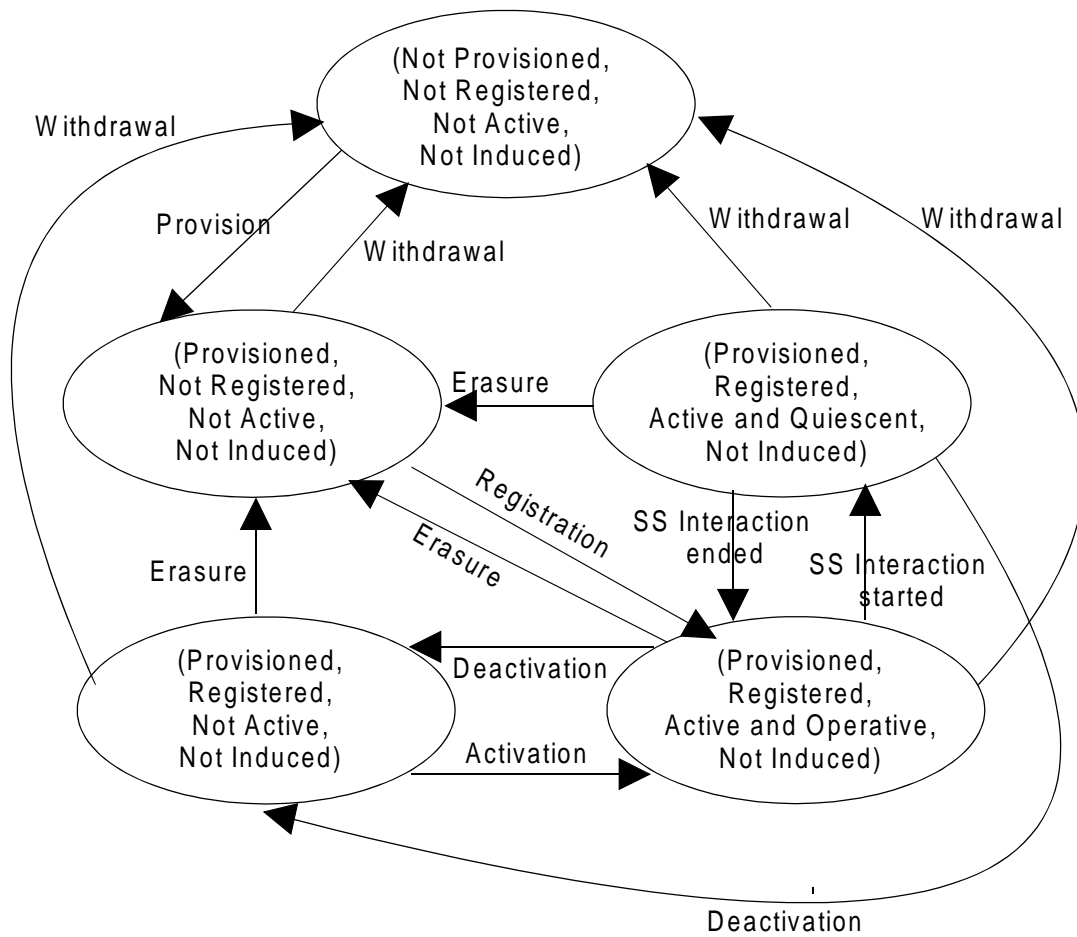 (Not Provisioned,
Not Registered,
Not Active,
Not Induced)
Withdrawal
Provision
Withdrawal
Withdrawal
Withdrawal
(Provisioned,
Not Registered,
Not Active,
Not Induced)
Erasure
(Provisioned,
Registered,
Active and Quiescent,
Not Induced)
Registration
Erasure
SS Interaction
ended
SS Interaction
started
Erasure
(Provisioned,
Registered,
Not Active,
Not Induced)
Deactivation
Activation
(Provisioned,
Registered,
Active and Operative,
Not Induced)
Deactivation